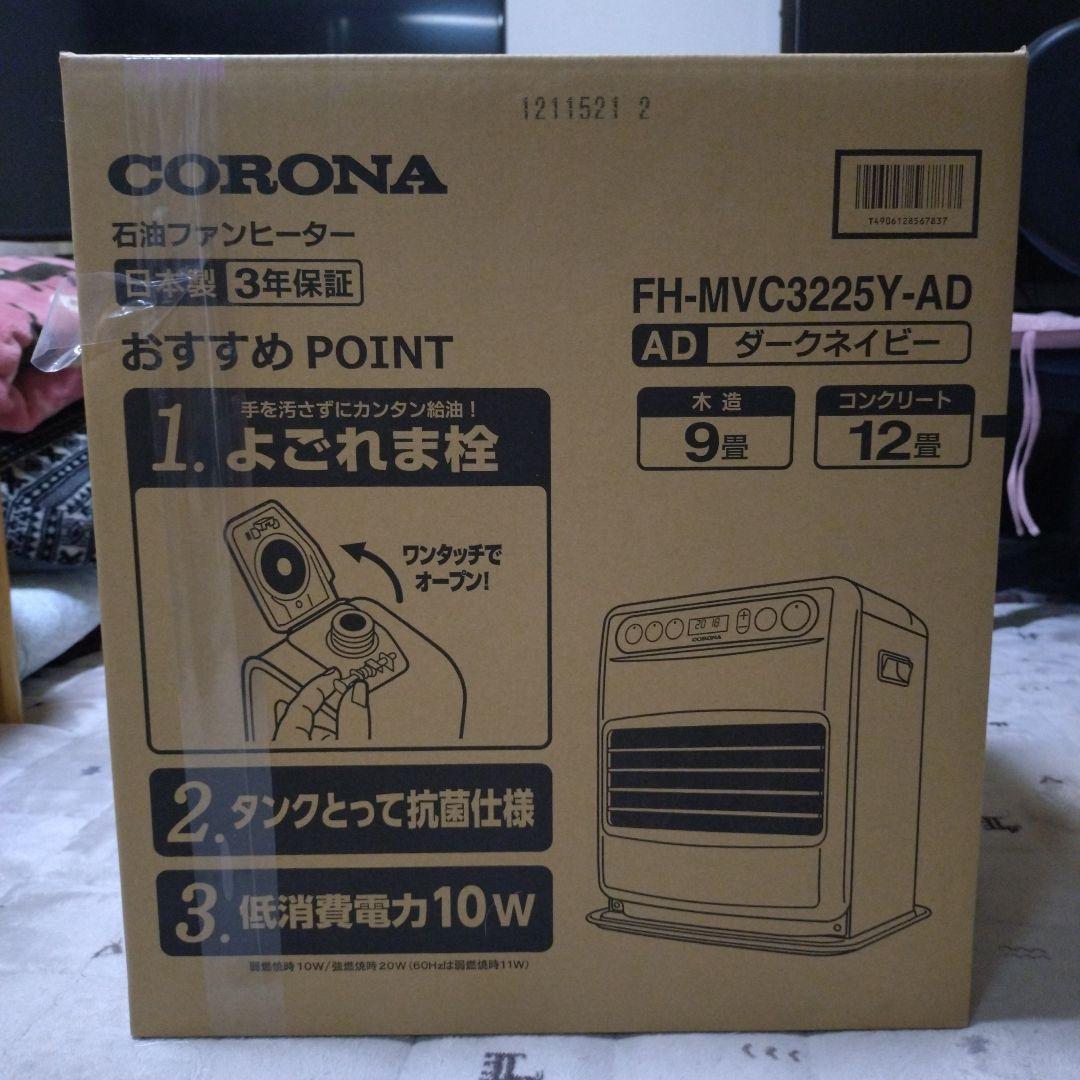 1211521 2
CORONA
T4906128567837
石油ファンヒーター
日本製 3年保証
FH-MVC3225Y-AD
AD ダークネイビー
おすすめ POINT
木造
9畳
コンクリート
12畳
1. 手を汚さずにカンタン給油！
よごれま栓
ワンタッチで
オープン!
20 18
CORONA
2. タンクとって抗菌仕様
3. 低消費電力10W
弱燃焼時10W/強燃焼時20W(60Hzは弱燃焼時11W)